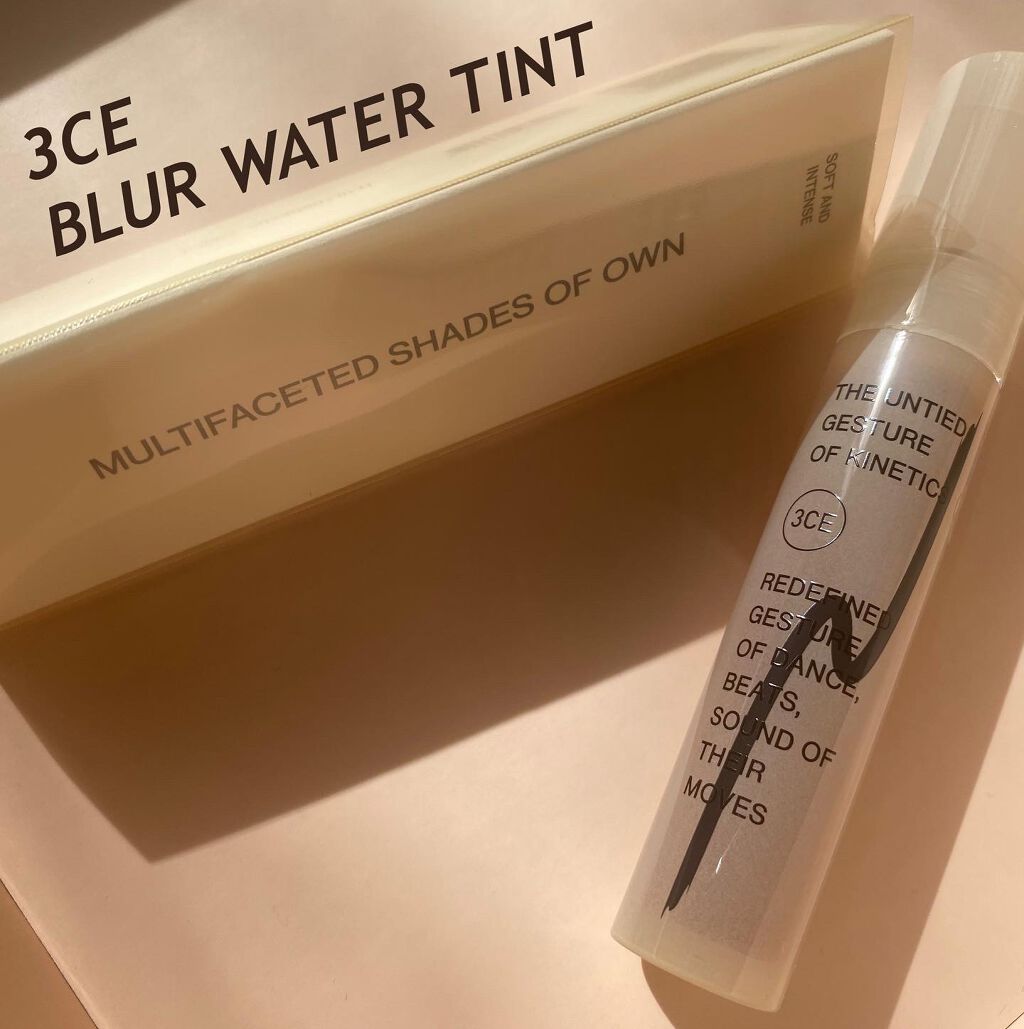 3CE
BLUR WATER TINT
SOFT AND
INTENSE
MULTIFACETED SHADES OF OWN
THE UNTIED
GESTURE
OF KINETICS
3CE
REDEFINED
GESTURE
OF DANCE,
BEATS,
SOUND OF
THEIR
MOVES